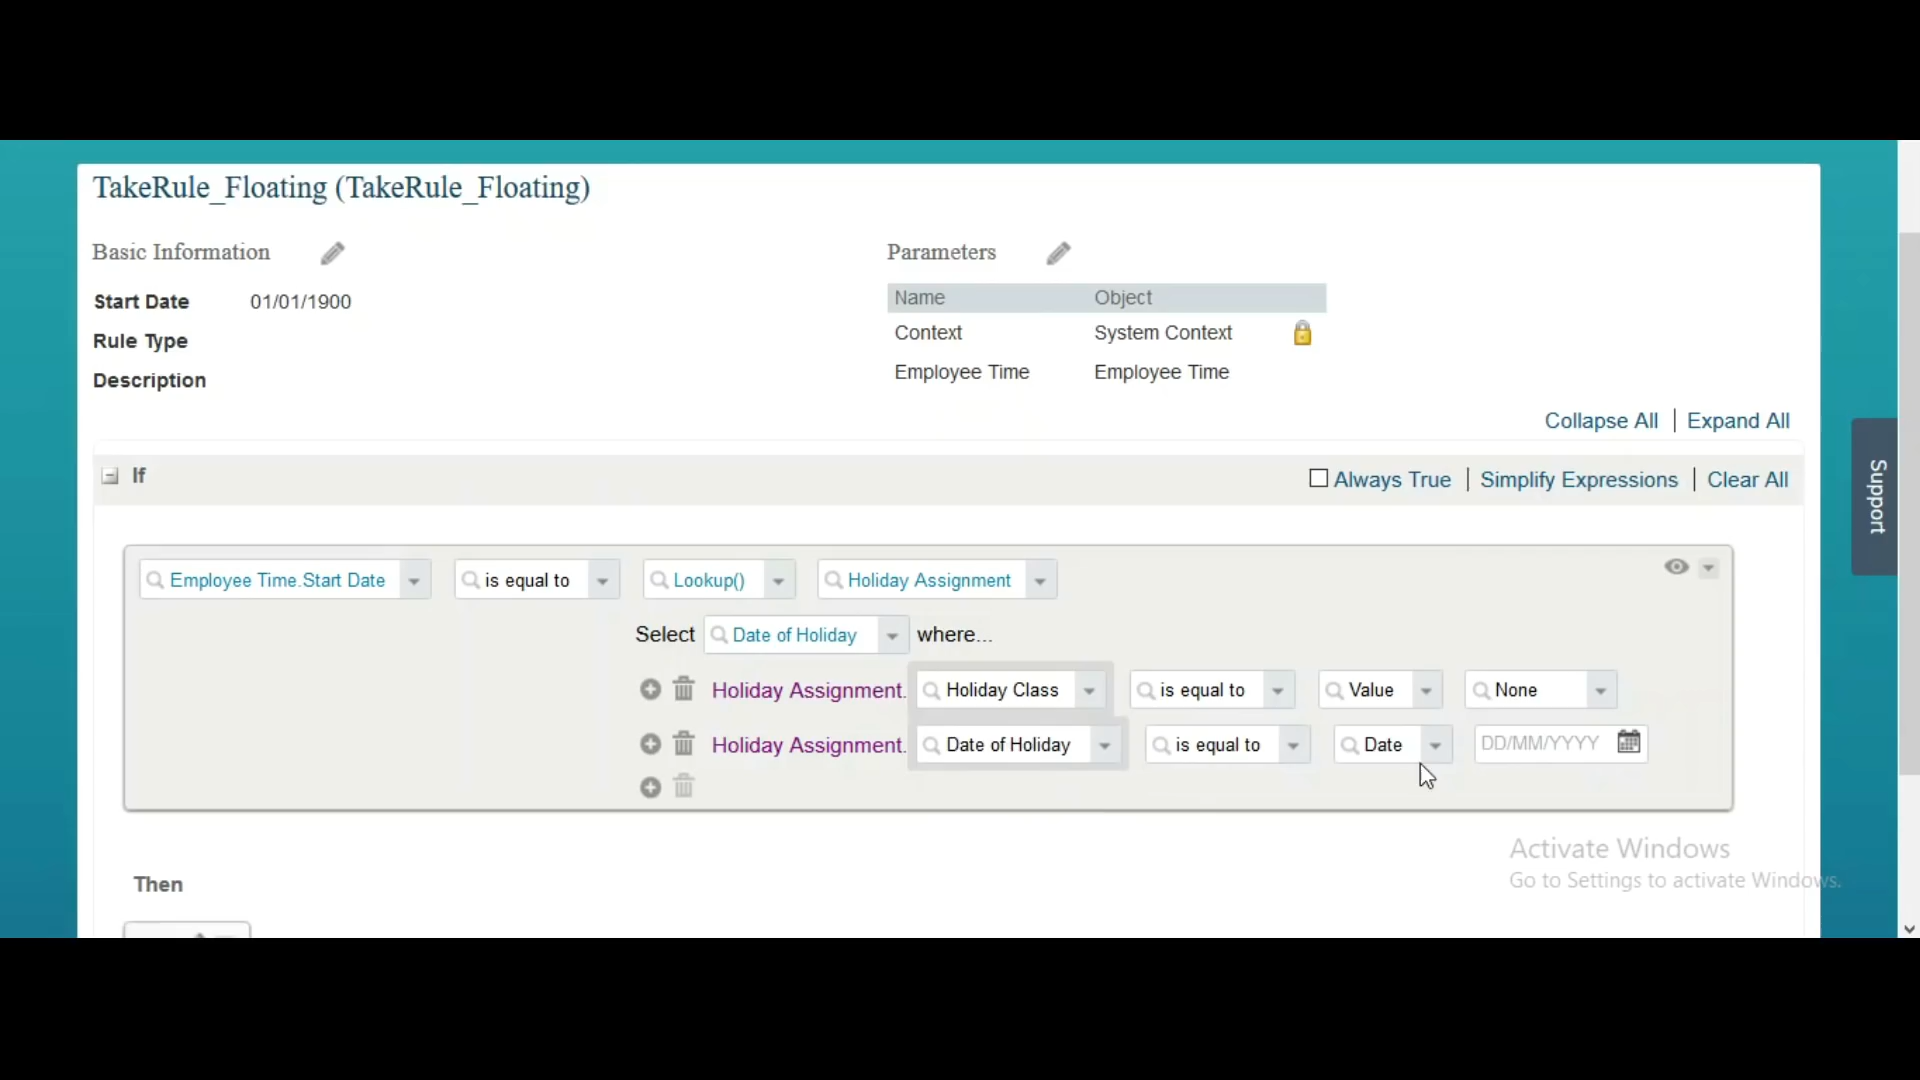 TakeRule_Floating (TakeRule_Floating)
Basic Information
Parameters
Start Date 01/01/1900
Rule Type
Description
Name Object
Context System Context
Employee Time Employee Time
Collapse All | Expand All
If
Always True | Simplify Expressions | Clear All
Employee Time.Start Date is equal to Lookup() Holiday Assignment
Select Date of Holiday where...
Holiday Assignment. Holiday Class is equal to Value None
Holiday Assignment. Date of Holiday is equal to Date DD/MM/YYYY
Then
Support
Activate Windows
Go to Settings to activate Windows.